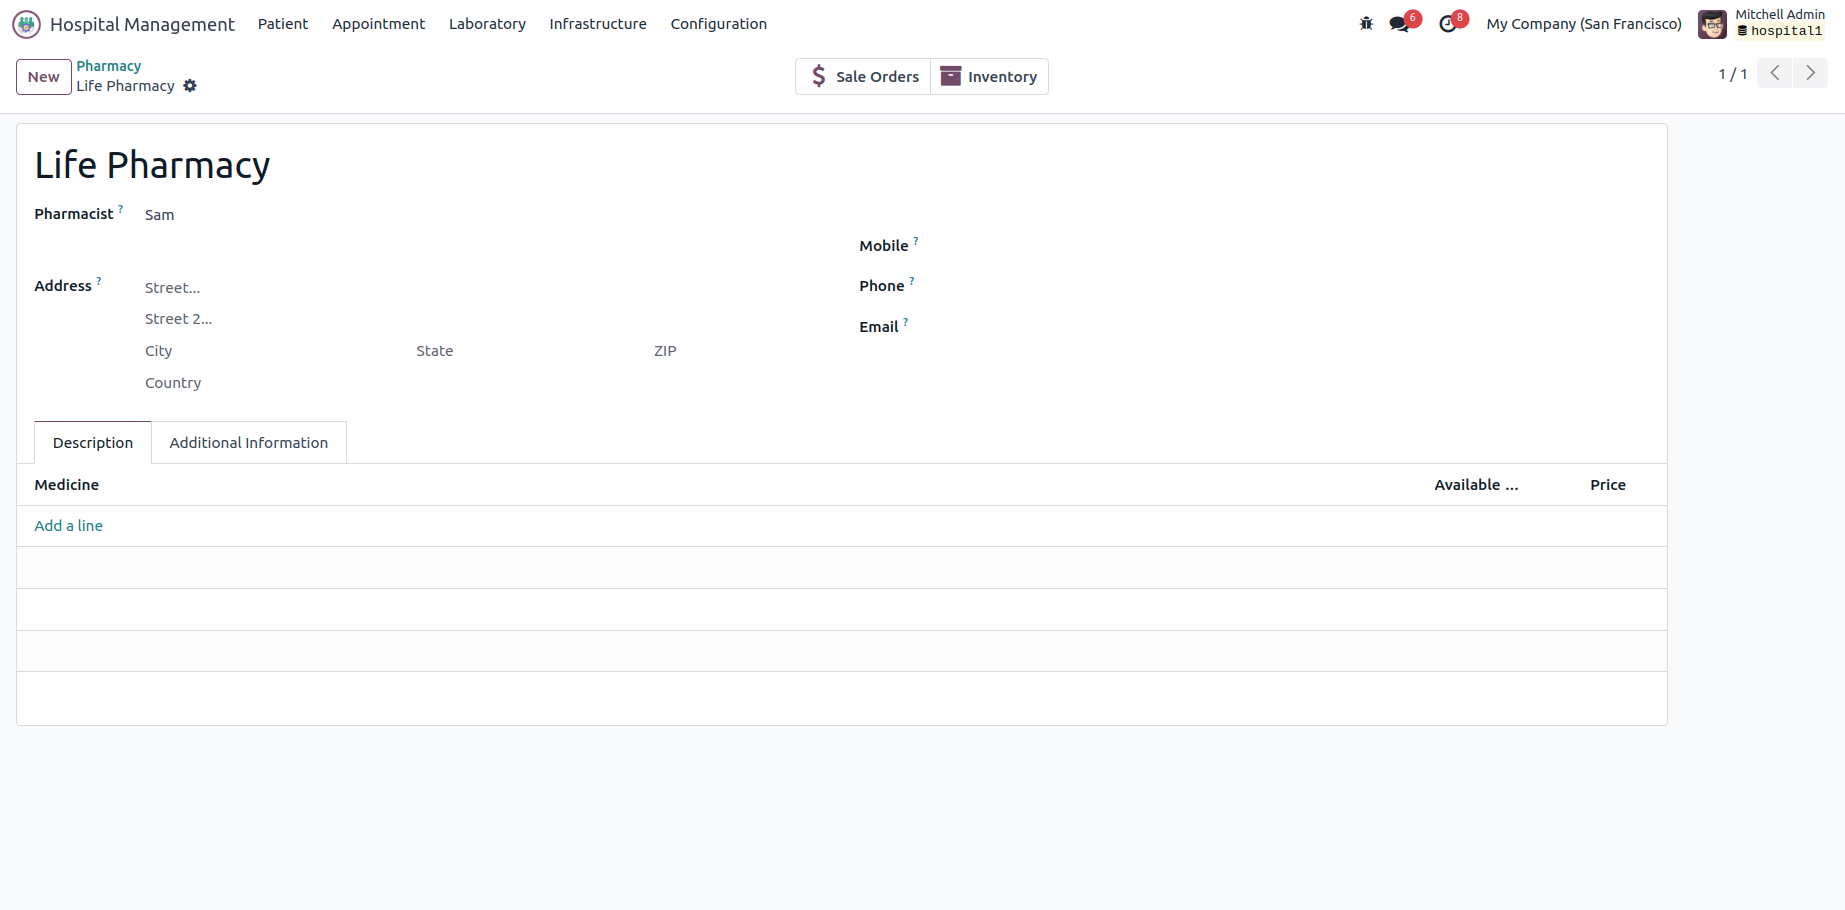 Hospital Management Patient Appointment Laboratory Infrastructure Configuration 6 8 My Company (San Francisco) Mitchell Admin
hospital1
New Pharmacy
Life Pharmacy
$ Sale Orders Inventory 1 / 1
Life Pharmacy
Pharmacist ? Sam
Mobile ?
Address ? Street... Phone ?
Street 2... Email ?
City State ZIP
Country
Description Additional Information
Medicine Available ... Price
Add a line